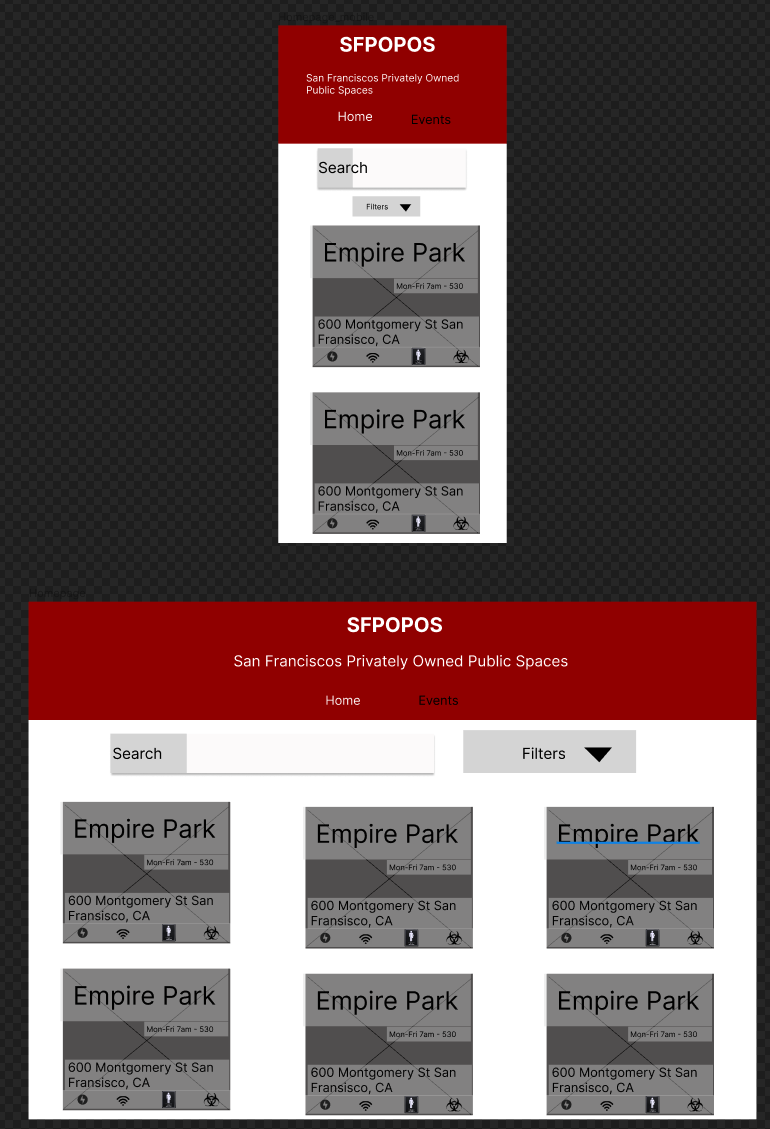 SFPOPOS
San Franciscos Privately Owned
Public Spaces
Home Events
Search
Filters
Empire Park
Mon-Fri 7am - 530
600 Montgomery St San
Fransisco, CA
Empire Park
Mon-Fri 7am - 530
600 Montgomery St San
Fransisco, CA
Homepage
SFPOPOS
San Franciscos Privately Owned Public Spaces
Home Events
Search Filters
Empire Park Empire Park Empire Park
Mon-Fri 7am - 530 Mon-Fri 7am - 530 Mon-Fri 7am - 530
600 Montgomery St San 600 Montgomery St San 600 Montgomery St San
Fransisco, CA Fransisco, CA Fransisco, CA
Empire Park Empire Park Empire Park
Mon-Fri 7am - 530 Mon-Fri 7am - 530 Mon-Fri 7am - 530
600 Montgomery St San 600 Montgomery St San 600 Montgomery St San
Fransisco, CA Fransisco, CA Fransisco, CA